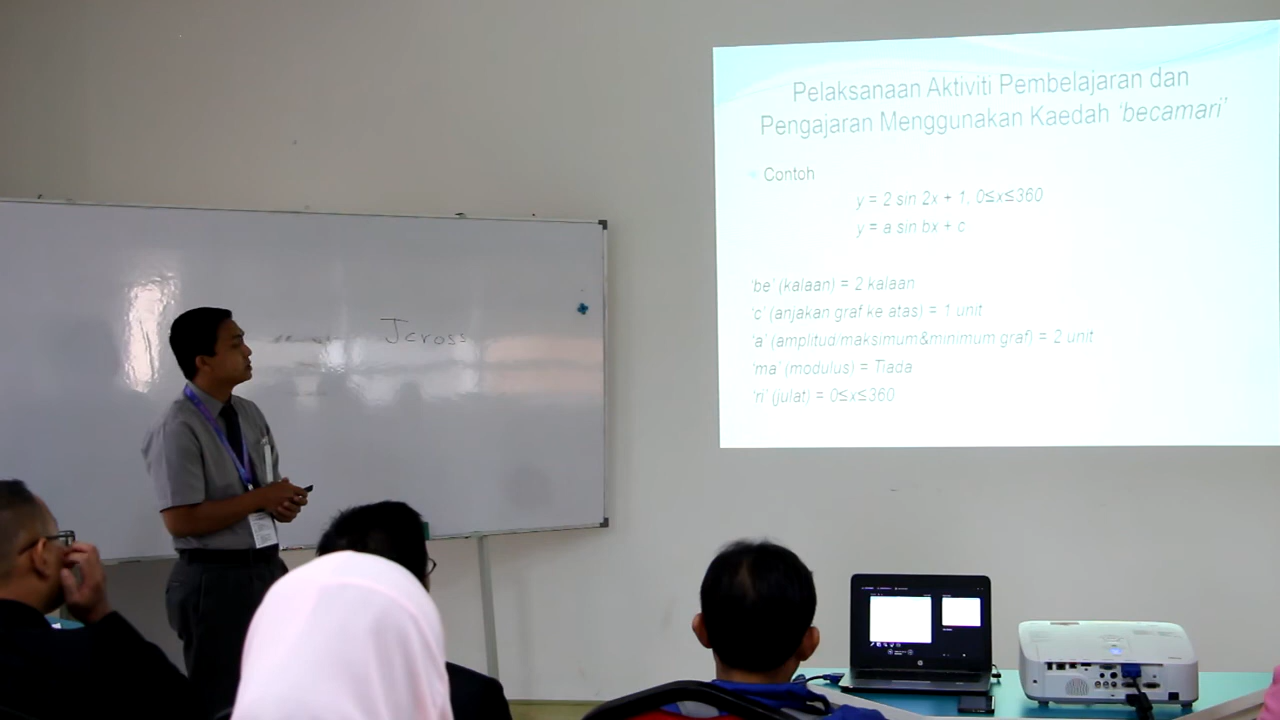 Pelaksanaan Aktiviti Pembelajaran dan
Pengajaran Menggunakan Kaedah 'becamari'
Contoh
y = 2 sin 2x + 1, 0≤x≤360
y = a sin bx + c
'be' (kalaan) = 2 kalaan
'c' (anjakan graf ke atas) = 1 unit
'a' (amplitud/maksimum&minimum graf) = 2 unit
'ma' (modulus) = Tiada
'ri' (julat) = 0≤x≤360
Jcross